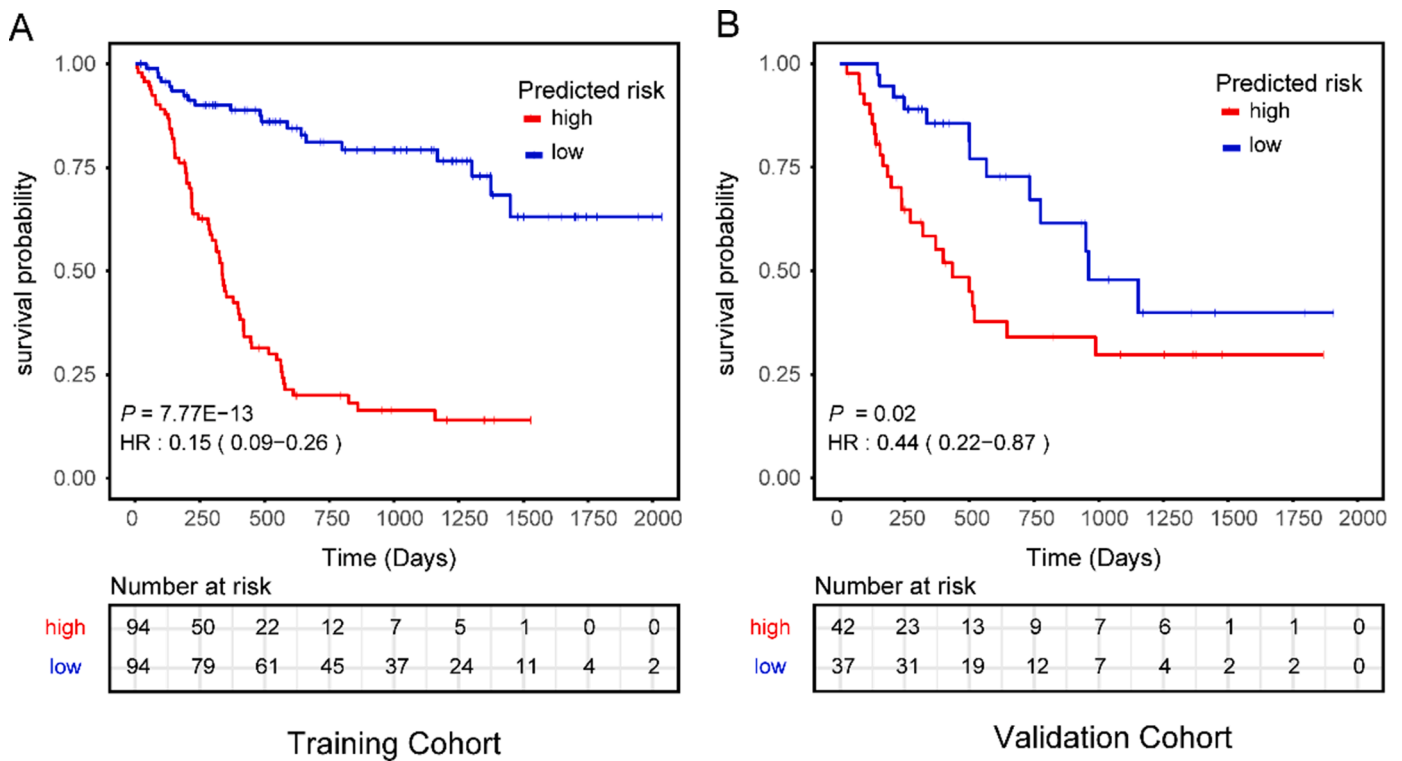 A
1.00
0.75
0.50
0.25
0.00
survival probability
Predicted risk
high
low
P = 7.77E−13
HR : 0.15 ( 0.09−0.26 )
0 250 500 750 1000 1250 1500 1750 2000
Time (Days)
Number at risk
high 94 50 22 12 7 5 1 0 0
low 94 79 61 45 37 24 11 4 2
Training Cohort
B
1.00
0.75
0.50
0.25
0.00
survival probability
Predicted risk
high
low
P = 0.02
HR : 0.44 ( 0.22−0.87 )
0 250 500 750 1000 1250 1500 1750 2000
Time (Days)
Number at risk
high 42 23 13 9 7 6 1 1 0
low 37 31 19 12 7 4 2 2 0
Validation Cohort